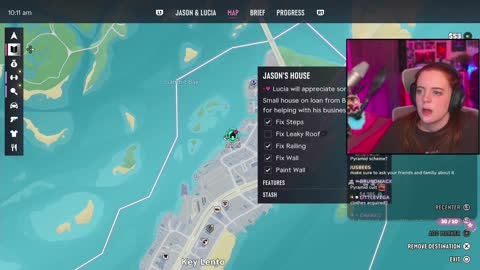 10:11 am
JASON & LUCIA
MAP
BRIEF
PROGRESS
$53
JASON'S HOUSE
Lucia will appreciate
Small house on loan from B
for helping with his business
Fix Steps
Fix Leaky Roof
Fix Railing
Fix Wall
Paint Wall
FEATURES
STASH
Key Lento
Pyramid scheme?
make sure to ask your friends and family about it
Pyramid cult
RECENTER
ADD MARKER
REMOVE DESTINATION
EXIT